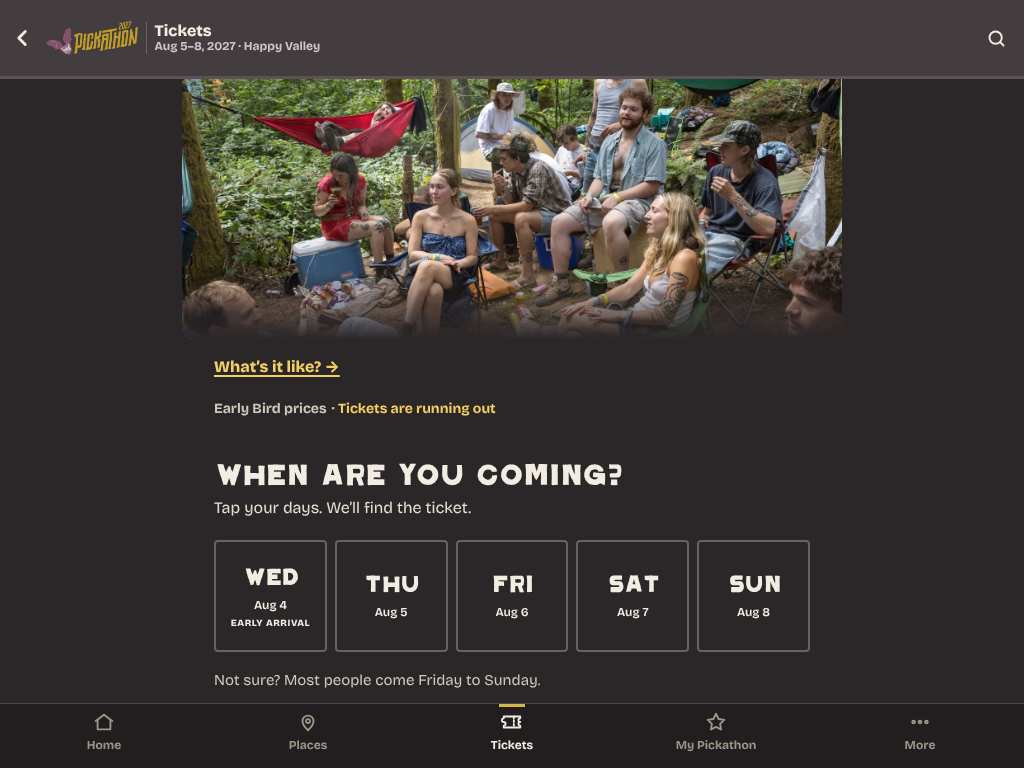 2027
PICKATHON
Tickets
Aug 5–8, 2027 · Happy Valley
What's it like? →
Early Bird prices · Tickets are running out
WHEN ARE YOU COMING?
Tap your days. We'll find the ticket.
WED
Aug 4
EARLY ARRIVAL
THU
Aug 5
FRI
Aug 6
SAT
Aug 7
SUN
Aug 8
Not sure? Most people come Friday to Sunday.
Home
Places
Tickets
My Pickathon
More